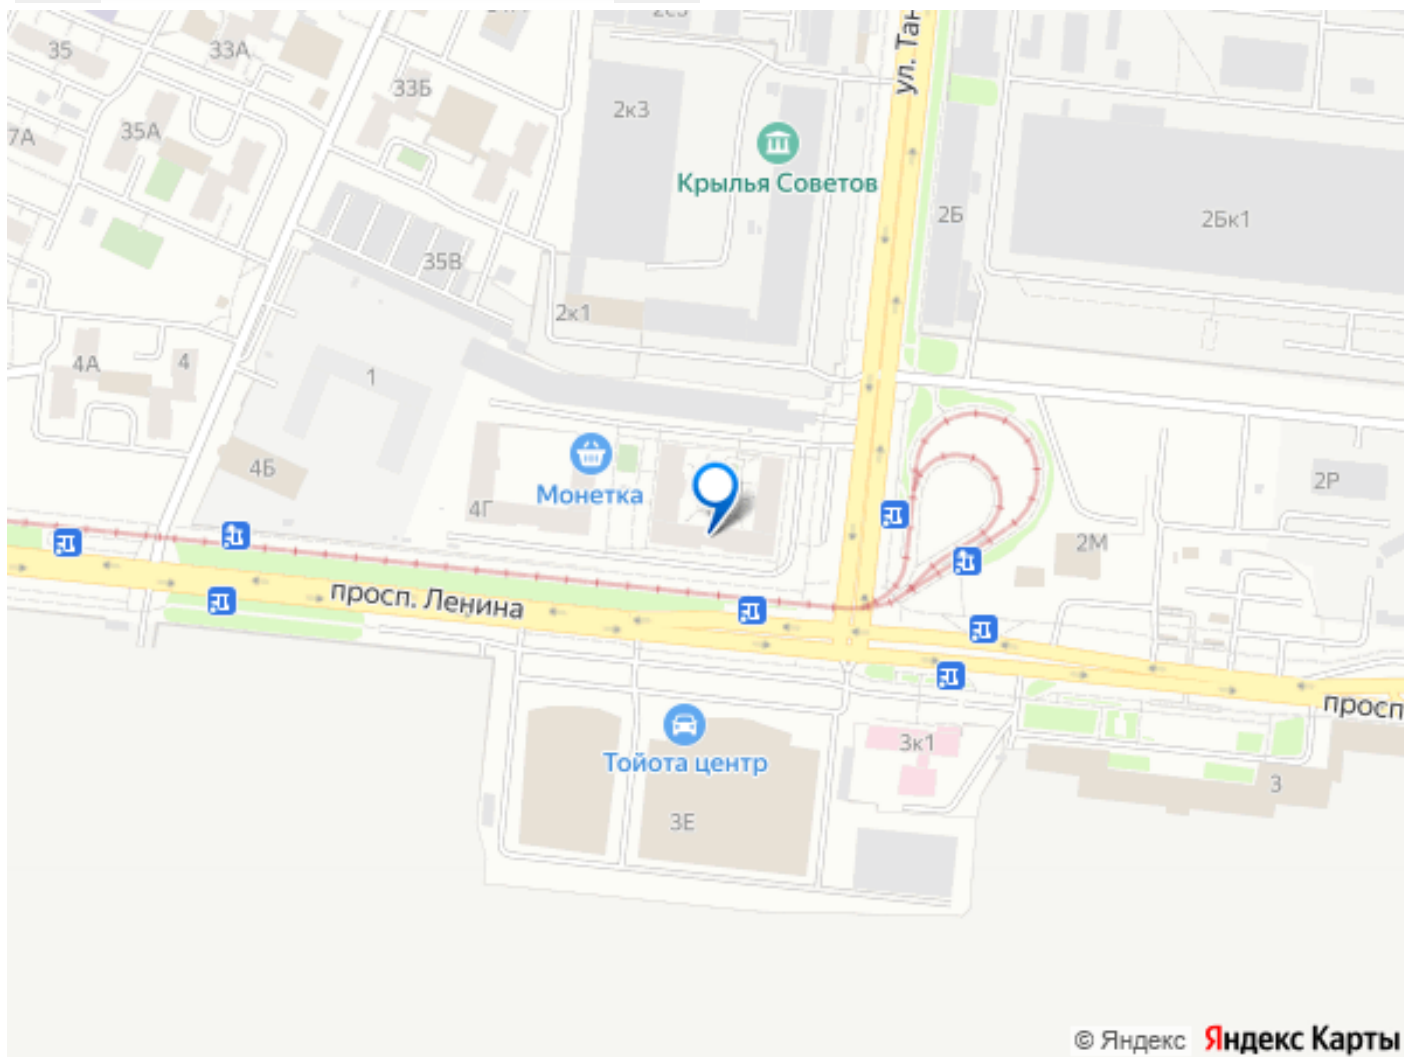 35
33А
33Б
35А
7А
2к3
ул. Тан
Крылья Советов
2Б
2Бк1
35В
2к1
4А
4
1
4Б
Монетка
4Г
2Р
2М
просп. Ленина
просп
Тойота центр
3к1
3
3Е
© Яндекс Яндекс Карты